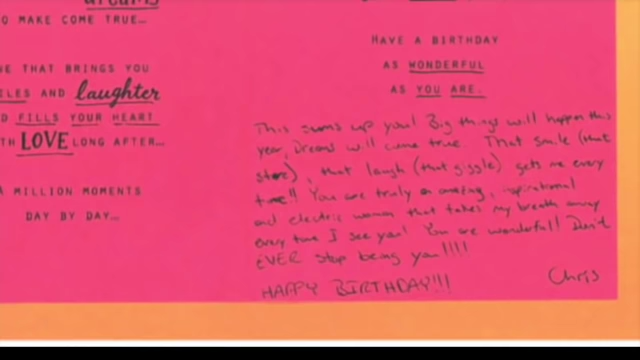 dreams
O MAKE COME TRUE...
NE THAT BRINGS YOU
ILES AND laughter
D FILLS YOUR HEART
TH LOVE LONG AFTER...
A MILLION MOMENTS
DAY BY DAY...
HAVE A BIRTHDAY
AS WONDERFUL
AS YOU ARE.
This sums up you! Big things will happen this
year, Dreams will come true. That smile (that
stare), that laugh (that giggle) gets me every
time!! You are truly an amazing, inspirational
and electric woman that takes my breath away
every time I see you! You are wonderful! Don't
EVER stop being you!!!!
HAPPY BIRTHDAY!!!
Chris